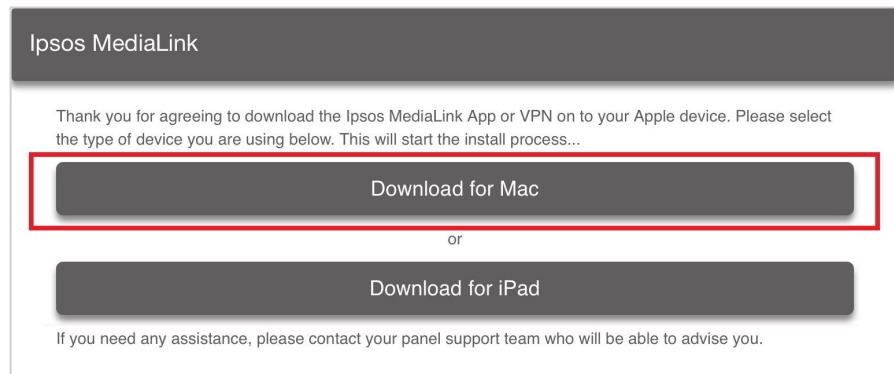 Ipsos MediaLink
Thank you for agreeing to download the Ipsos MediaLink App or VPN on to your Apple device. Please select
the type of device you are using below. This will start the install process...
Download for Mac
or
Download for iPad
If you need any assistance, please contact your panel support team who will be able to advise you.